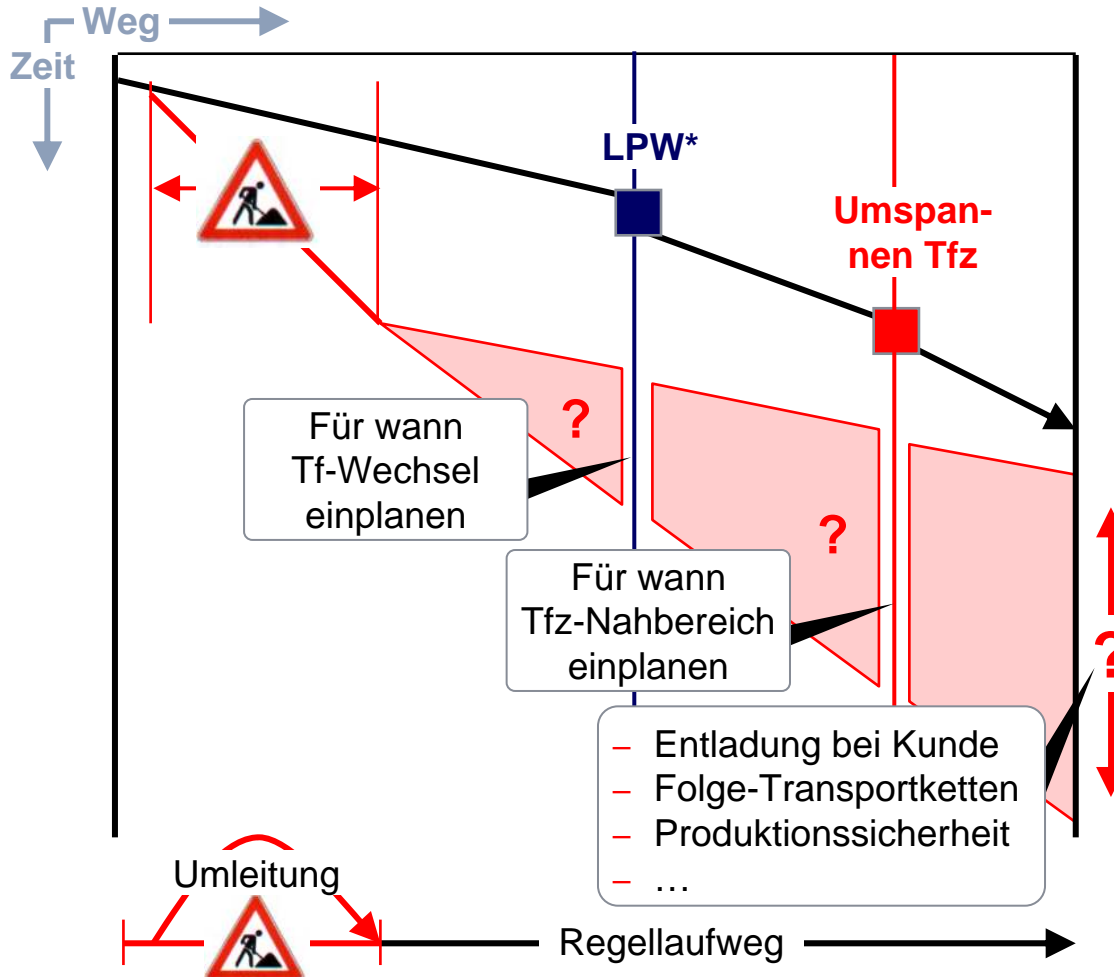 Weg
Zeit
LPW*
Umspan-
nen Tfz
?
Für wann
Tf-Wechsel
einplanen
?
Für wann
Tfz-Nahbereich
einplanen
?
– Entladung bei Kunde
– Folge-Transportketten
– Produktionssicherheit
– …
Umleitung
Regellaufweg